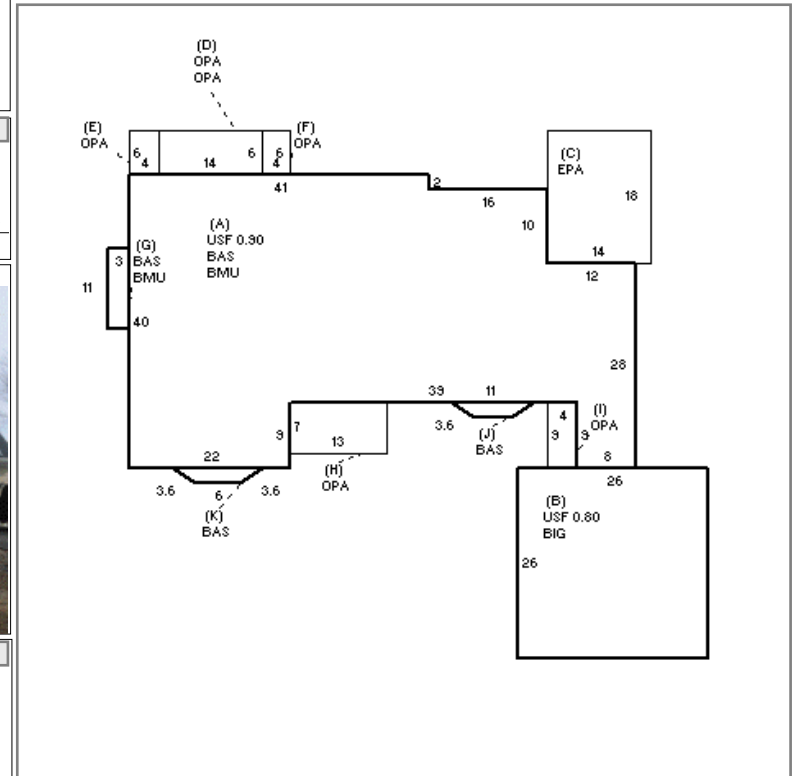 (D)
OPA
OPA
(E)
OPA
(F)
OPA
6
4
14
6
6
4
41
2
16
10
(C)
EPA
18
14
12
(A)
USF 0.90
BAS
BMU
(G)
BAS
BMU
3
11
40
28
39
11
4
(I)
OPA
9
9
8
3.6
(J)
BAS
9
7
13
(H)
OPA
22
3.6
6
3.6
(K)
BAS
26
(B)
USF 0.80
BIG
26